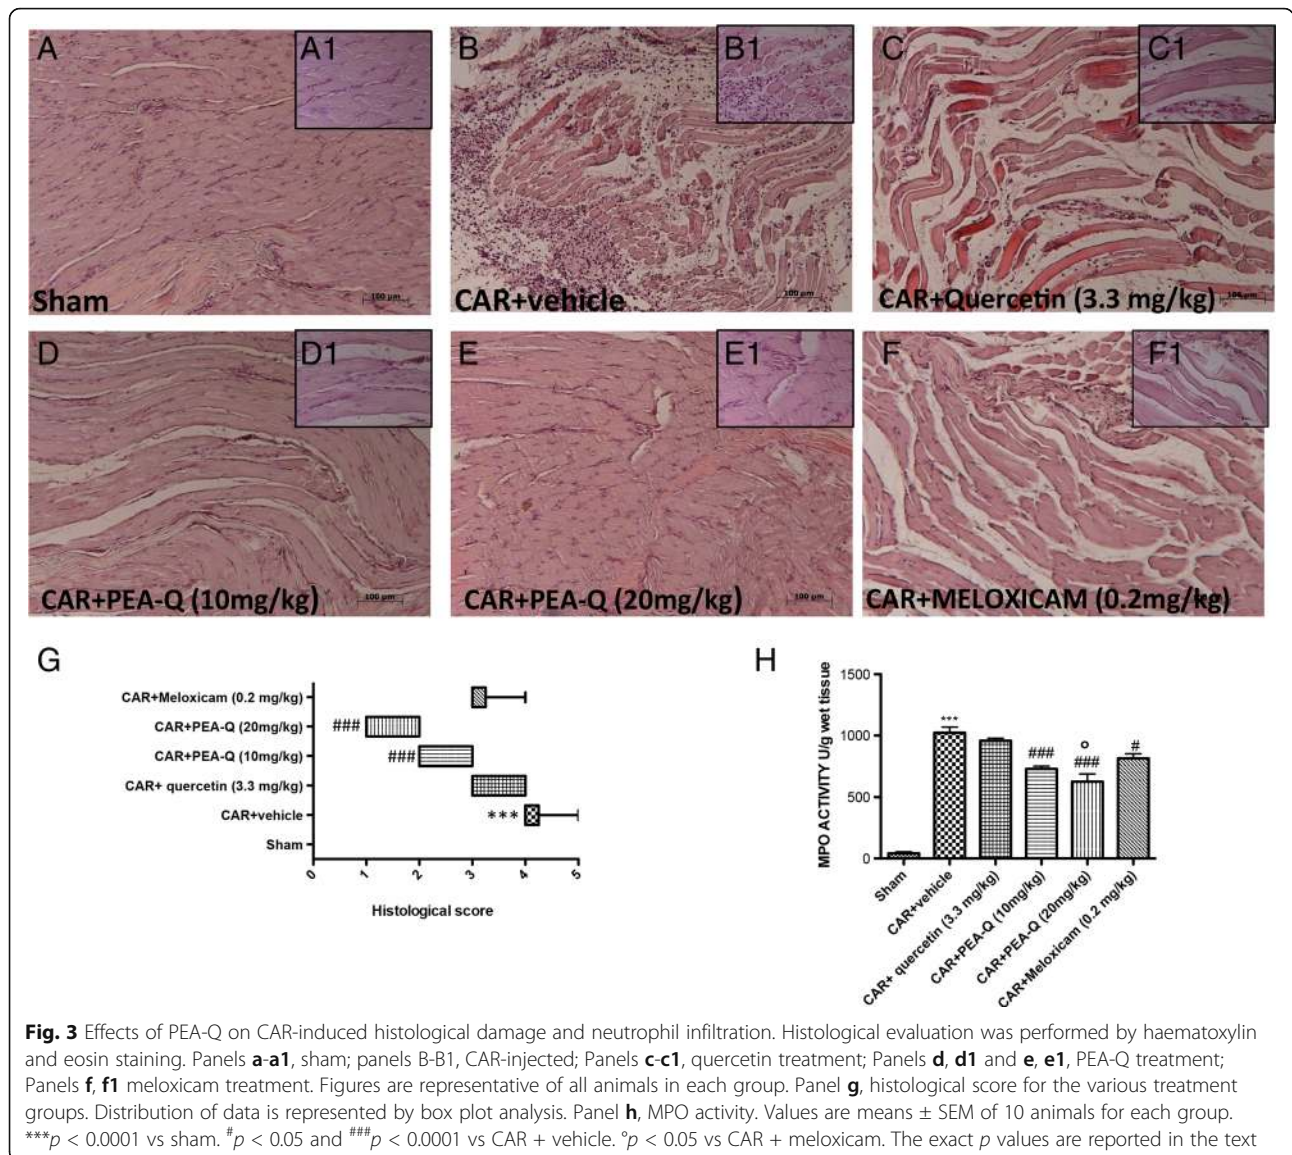 A
A1
Sham
100 µm
B
B1
CAR+vehicle
100 µm
C
C1
CAR+Quercetin (3.3 mg/kg)
100 µm
D
D1
CAR+PEA-Q (10mg/kg)
100 µm
E
E1
CAR+PEA-Q (20mg/kg)
100 µm
F
F1
CAR+MELOXICAM (0.2mg/kg)
G
CAR+Meloxicam (0.2 mg/kg)
CAR+PEA-Q (20mg/kg)
###
CAR+PEA-Q (10mg/kg)
###
CAR+ quercetin (3.3 mg/kg)
CAR+vehicle
***
Sham
0 1 2 3 4 5
Histological score
H
MPO ACTIVITY U/g wet tissue
1500
1000
500
0
***
###
°
###
#
Sham
CAR+vehicle
CAR+ quercetin (3.3 mg/kg)
CAR+PEA-Q (10mg/kg)
CAR+PEA-Q (20mg/kg)
CAR+Meloxicam (0.2 mg/kg)
Fig. 3 Effects of PEA-Q on CAR-induced histological damage and neutrophil infiltration. Histological evaluation was performed by haematoxylin
and eosin staining. Panels a-a1, sham; panels B-B1, CAR-injected; Panels c-c1, quercetin treatment; Panels d, d1 and e, e1, PEA-Q treatment;
Panels f, f1 meloxicam treatment. Figures are representative of all animals in each group. Panel g, histological score for the various treatment
groups. Distribution of data is represented by box plot analysis. Panel h, MPO activity. Values are means ± SEM of 10 animals for each group.
***p < 0.0001 vs sham. #p < 0.05 and ###p < 0.0001 vs CAR + vehicle. °p < 0.05 vs CAR + meloxicam. The exact p values are reported in the text